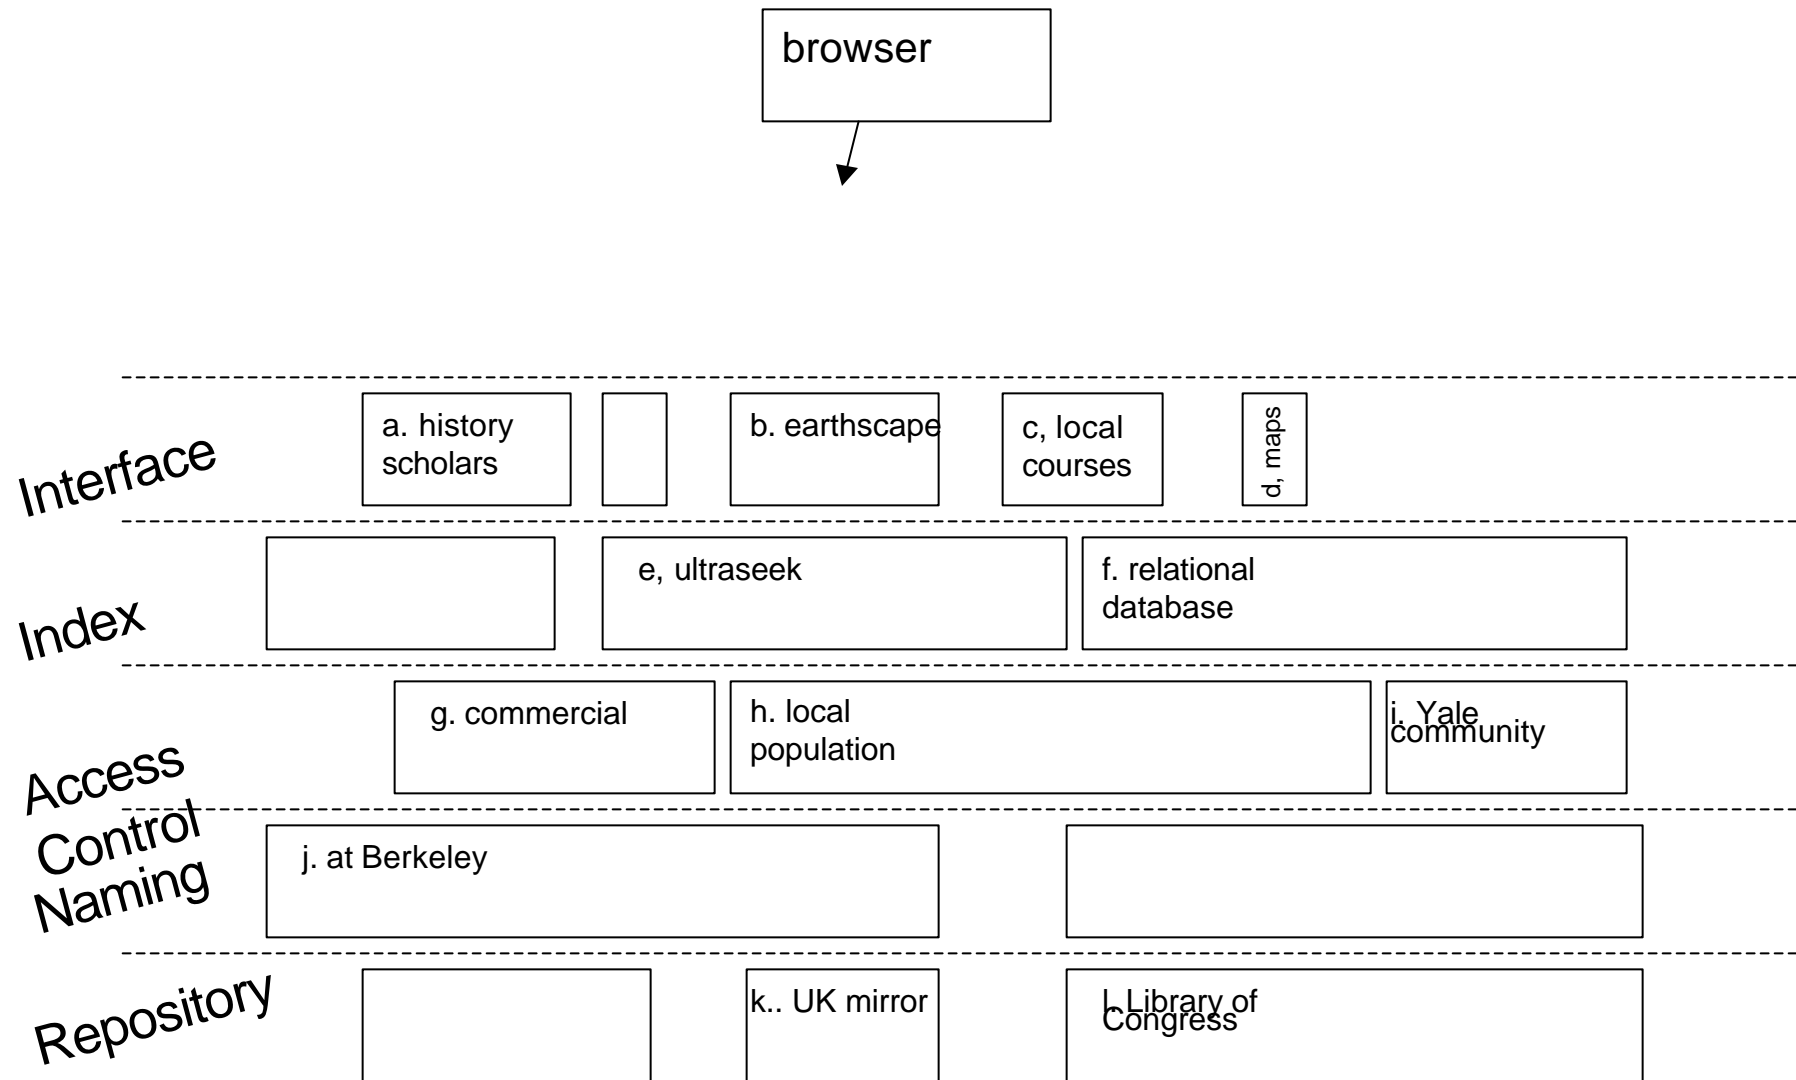 browser
a. history
scholars
b. earthscape
c, local
courses
d, maps
Interface
e, ultraseek
f. relational
database
Index
g. commercial
h. local
population
i. Yale
community
Access
Control
j. at Berkeley
Naming
k.. UK mirror
l. Library of
Congress
Repository